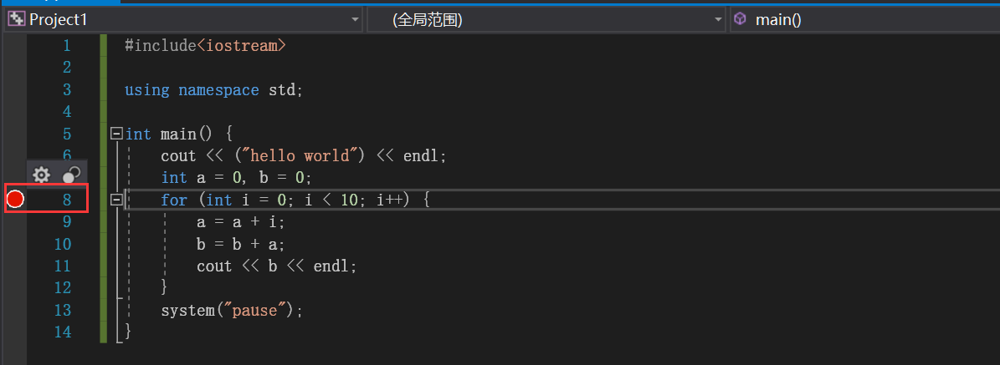 Project1 (全局范围) main()
1 #include<iostream>
2
3 using namespace std;
4
5 int main() {
6 cout << ("hello world") << endl;
int a = 0, b = 0;
8 for (int i = 0; i < 10; i++) {
9 a = a + i;
10 b = b + a;
11 cout << b << endl;
12 }
13 system("pause");
14 }